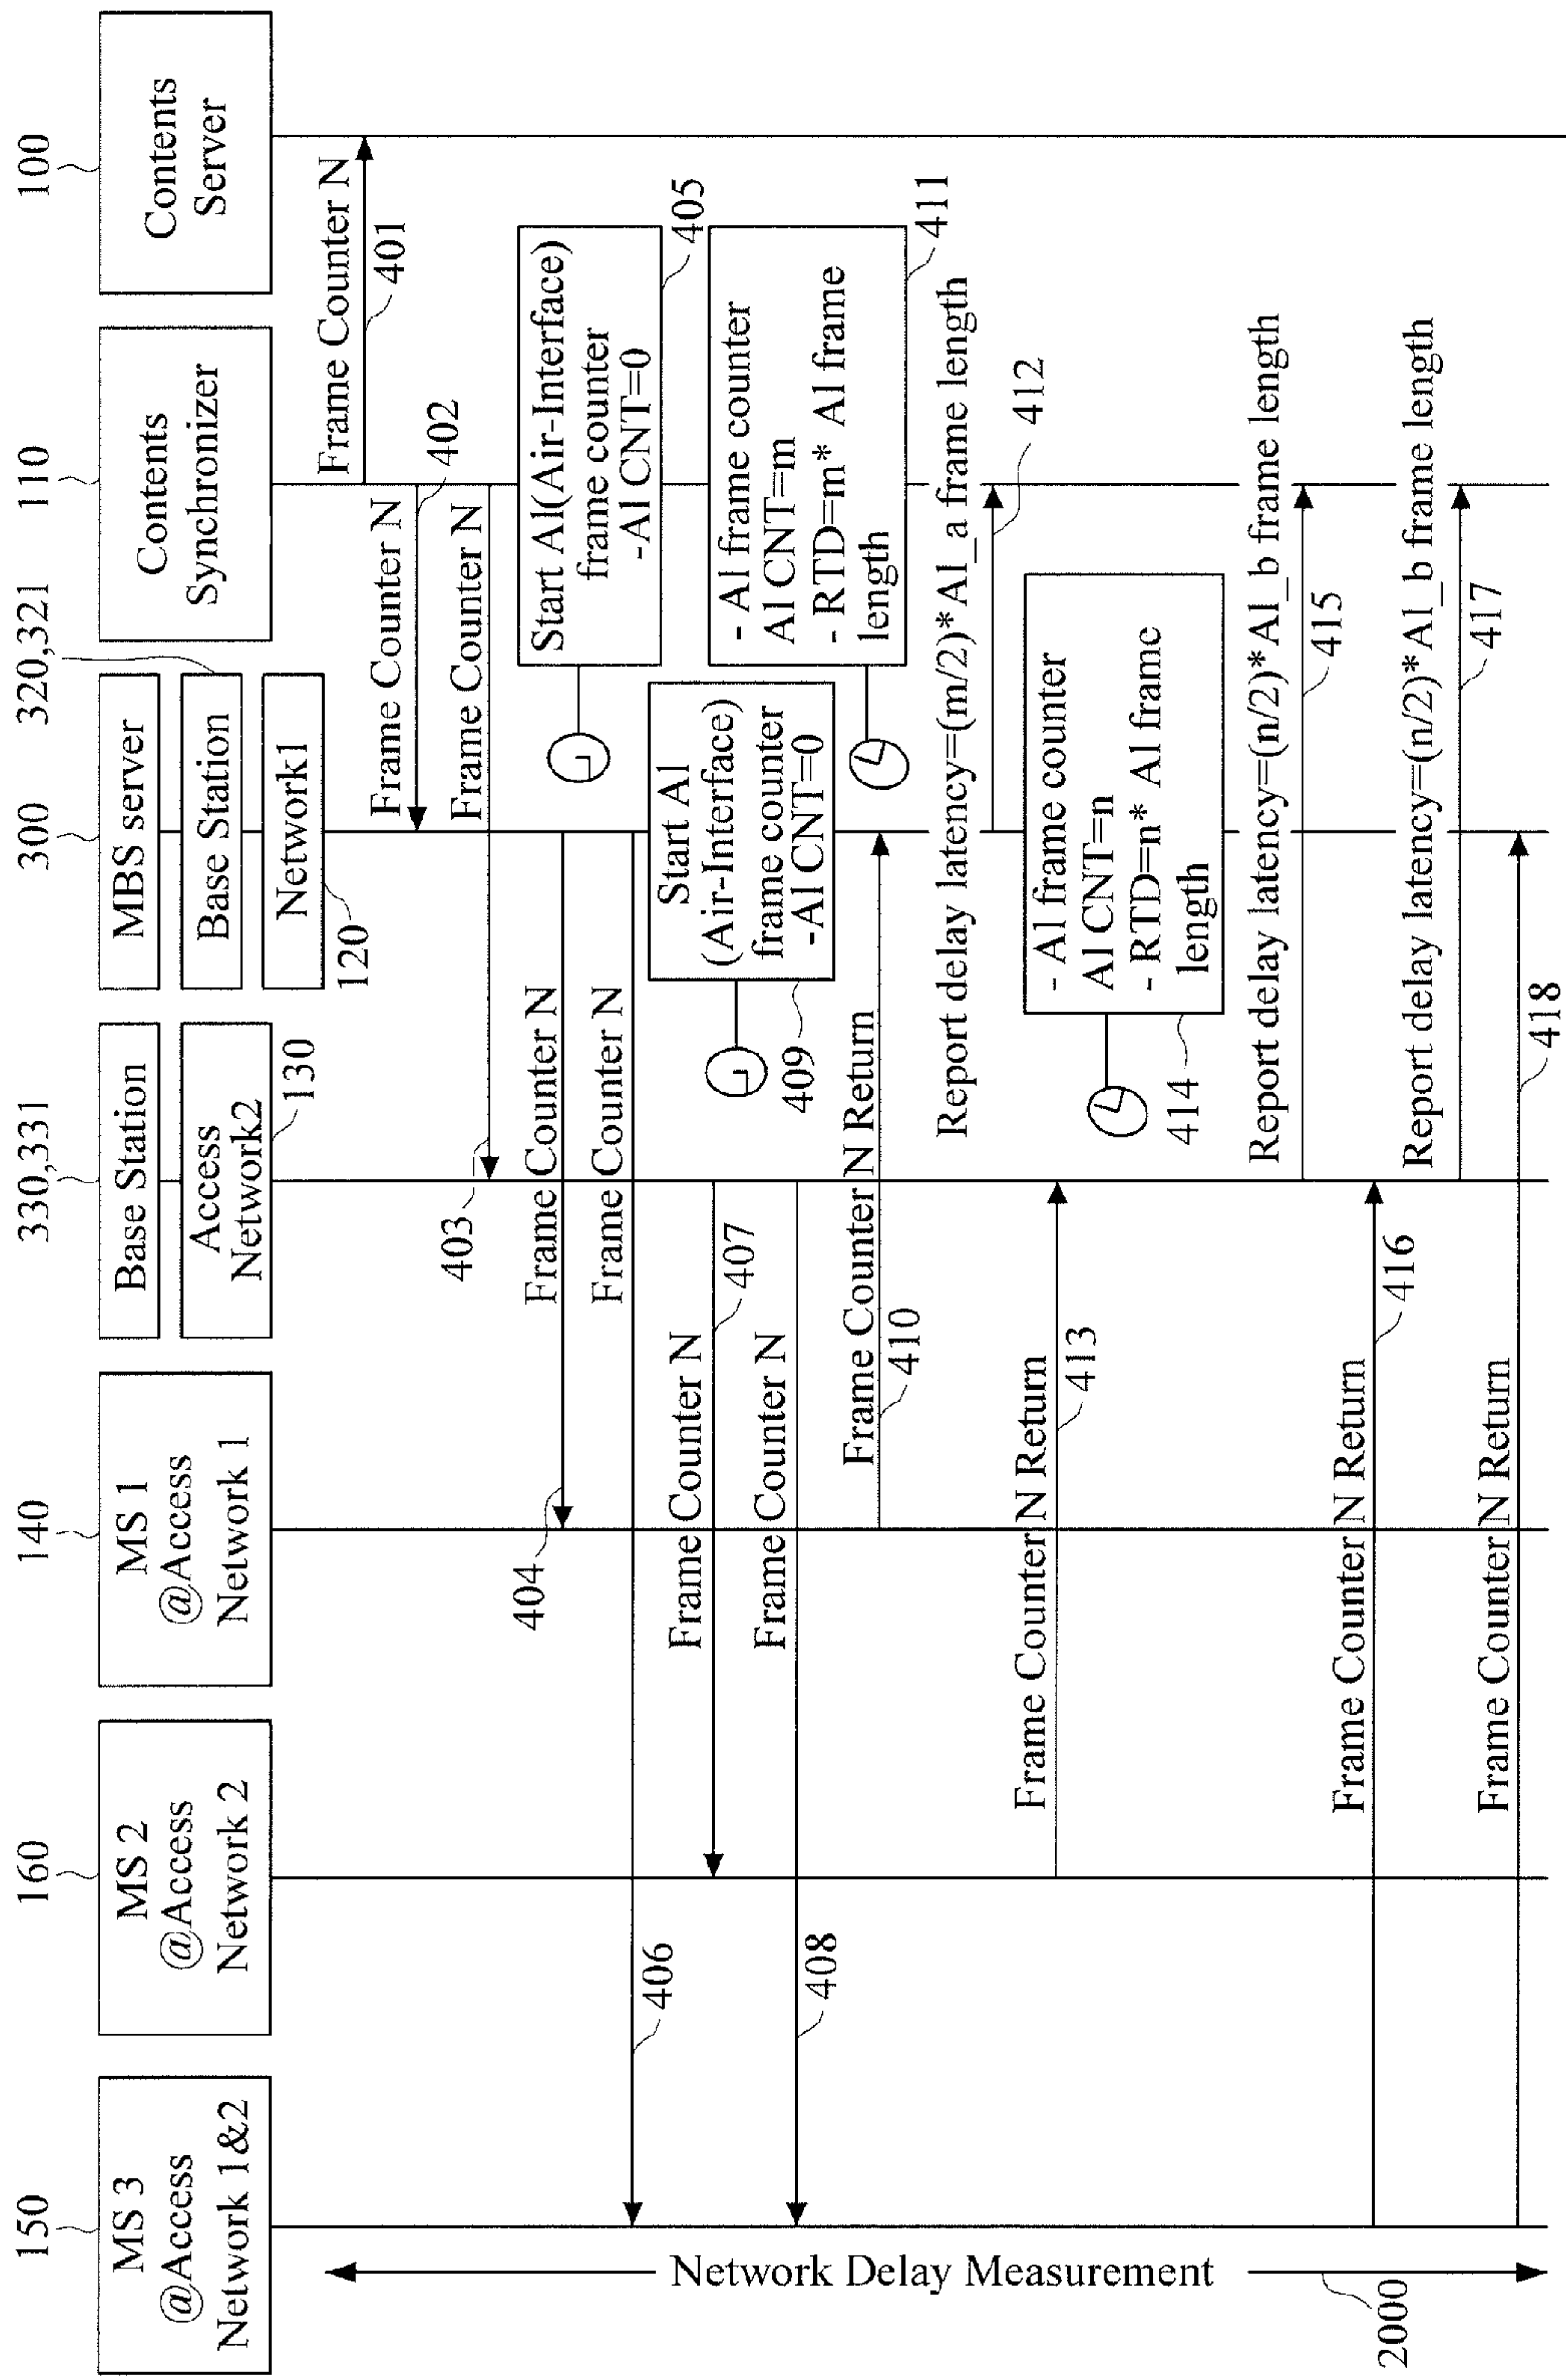 150
MS 3
@Access
Network 1&2
160
MS 2
@Access
Network 2
140
MS 1
@Access
Network 1
330,331
Base Station
Access
Network2
130
300
MBS server
320,321
Base Station
Network1
120
110
Contents
Synchronizer
100
Contents
Server
Frame Counter N
401
Frame Counter N
402
Frame Counter N
403
Frame Counter N
404
Start AI(Air-Interface)
frame counter
-AI CNT=0
405
Frame Counter N
406
Frame Counter N
407
Start AI
(Air-Interface)
frame counter
-AI CNT=0
409
Frame Counter N
408
- AI frame counter
AI CNT=m
- RTD=m* AI frame
length
411
Frame Counter N Return
410
Report delay latency=(m/2)*AI_a frame length
412
Frame Counter N Return
413
- AI frame counter
AI CNT=n
- RTD=n* AI frame
length
414
Report delay latency=(n/2)*AI_b frame length
415
Frame Counter N Return
416
Report delay latency=(n/2)*AI_b frame length
417
Frame Counter N Return
418
Network Delay Measurement
2000